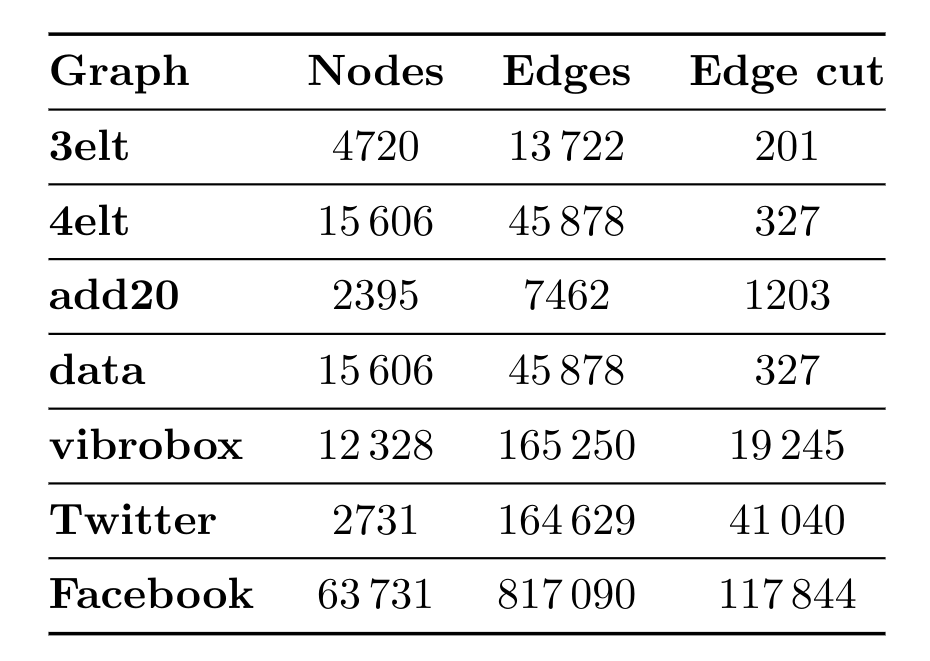 Graph Nodes Edges Edge cut
3elt 4720 13 722 201
4elt 15 606 45 878 327
add20 2395 7462 1203
data 15 606 45 878 327
vibrobox 12 328 165 250 19 245
Twitter 2731 164 629 41 040
Facebook 63 731 817 090 117 844